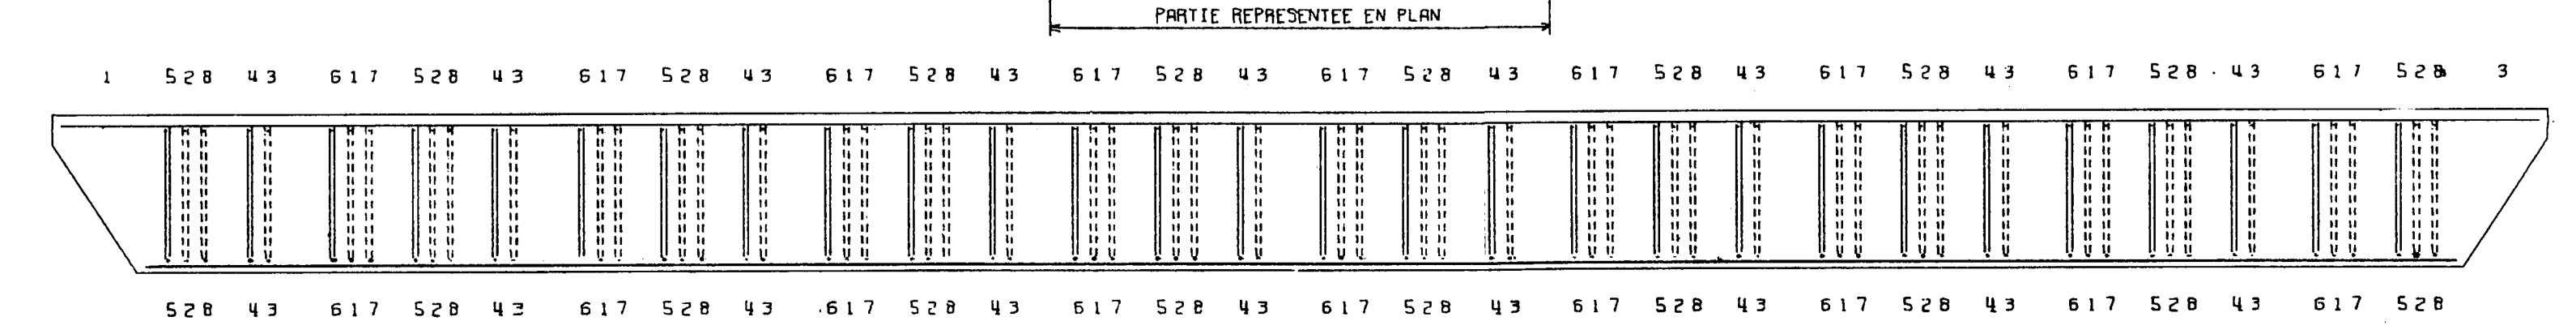 PARTIE REPRESENTEE EN PLAN
1 528 43 617 528 43 617 528 43 617 528 43 617 528 43 617 528 43 617 528 43 617 528 43 617 528 43 617 528 3
528 43 617 528 43 617 528 43 617 528 43 617 528 43 617 528 43 617 528 43 617 528 43 617 528 43 617 528